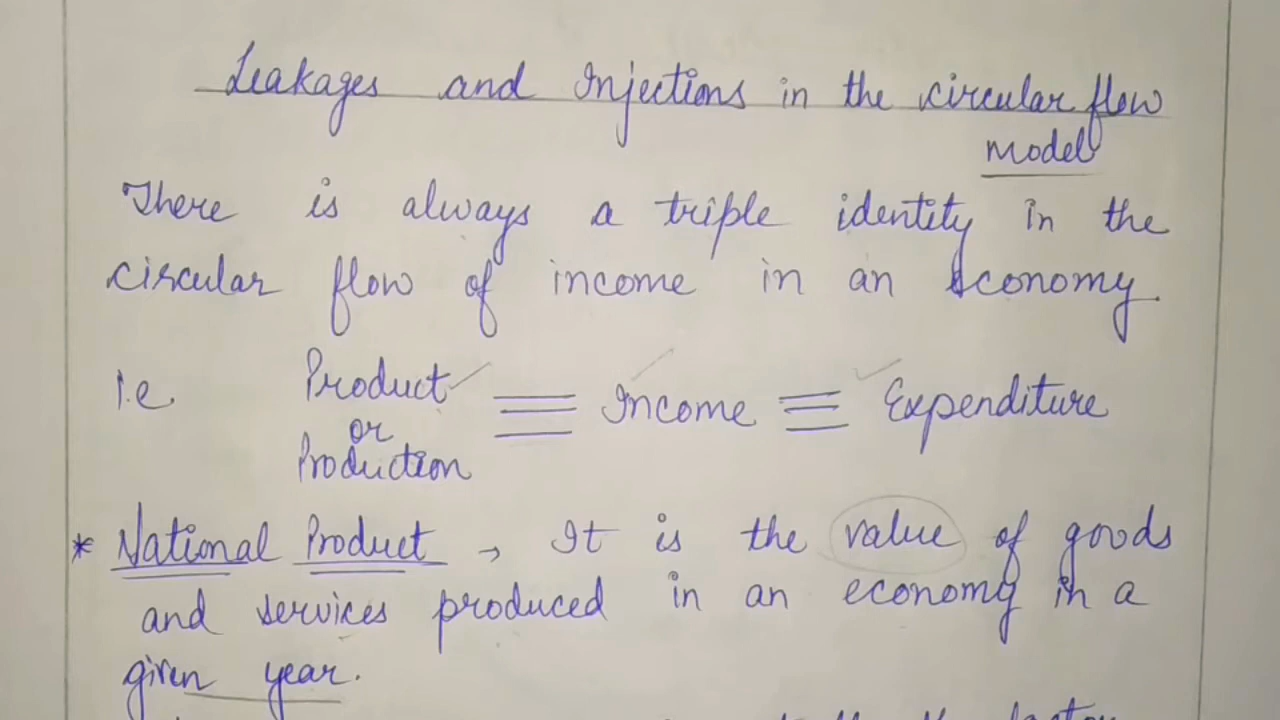 Leakages and Injections in the circular flow
model
There is always a triple identity in the
circular flow of income in an Economy.
i.e Product ≡ Income ≡ Expenditure
or
Production
* National Product → It is the value of goods
and services produced in an economy in a
given year.
factor